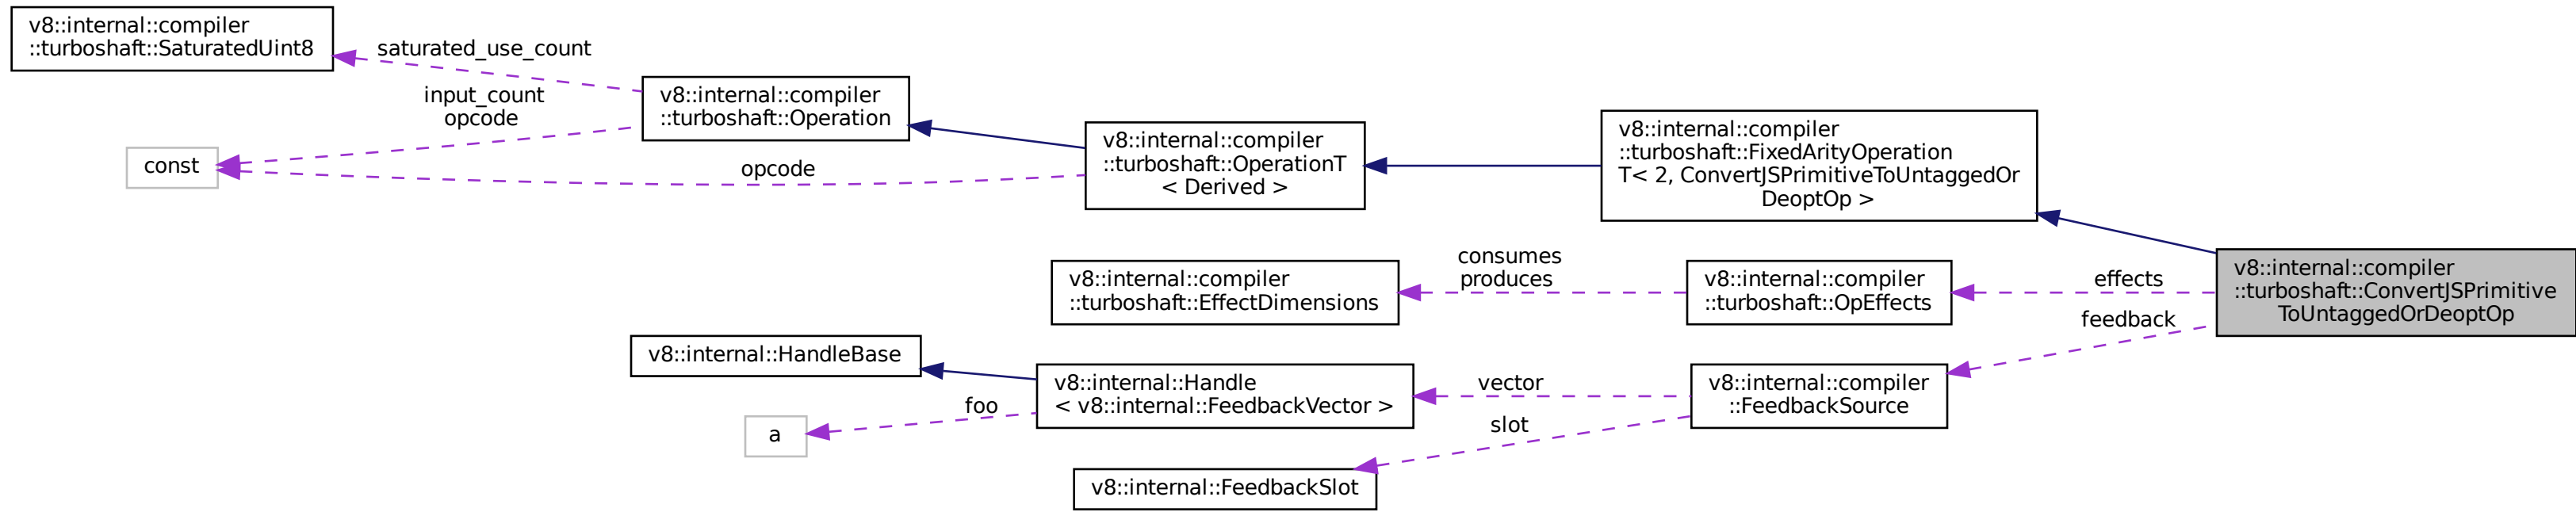 v8::internal::compiler
::turboshaft::SaturatedUint8
saturated_use_count
input_count
opcode
const
v8::internal::compiler
::turboshaft::Operation
opcode
v8::internal::compiler
::turboshaft::OperationT
< Derived >
v8::internal::compiler
::turboshaft::FixedArityOperation
T< 2, ConvertJSPrimitiveToUntaggedOr
DeoptOp >
v8::internal::compiler
::turboshaft::EffectDimensions
consumes
produces
v8::internal::compiler
::turboshaft::OpEffects
effects
feedback
v8::internal::compiler
::turboshaft::ConvertJSPrimitive
ToUntaggedOrDeoptOp
v8::internal::HandleBase
foo
a
v8::internal::Handle
< v8::internal::FeedbackVector >
vector
slot
v8::internal::compiler
::FeedbackSource
v8::internal::FeedbackSlot